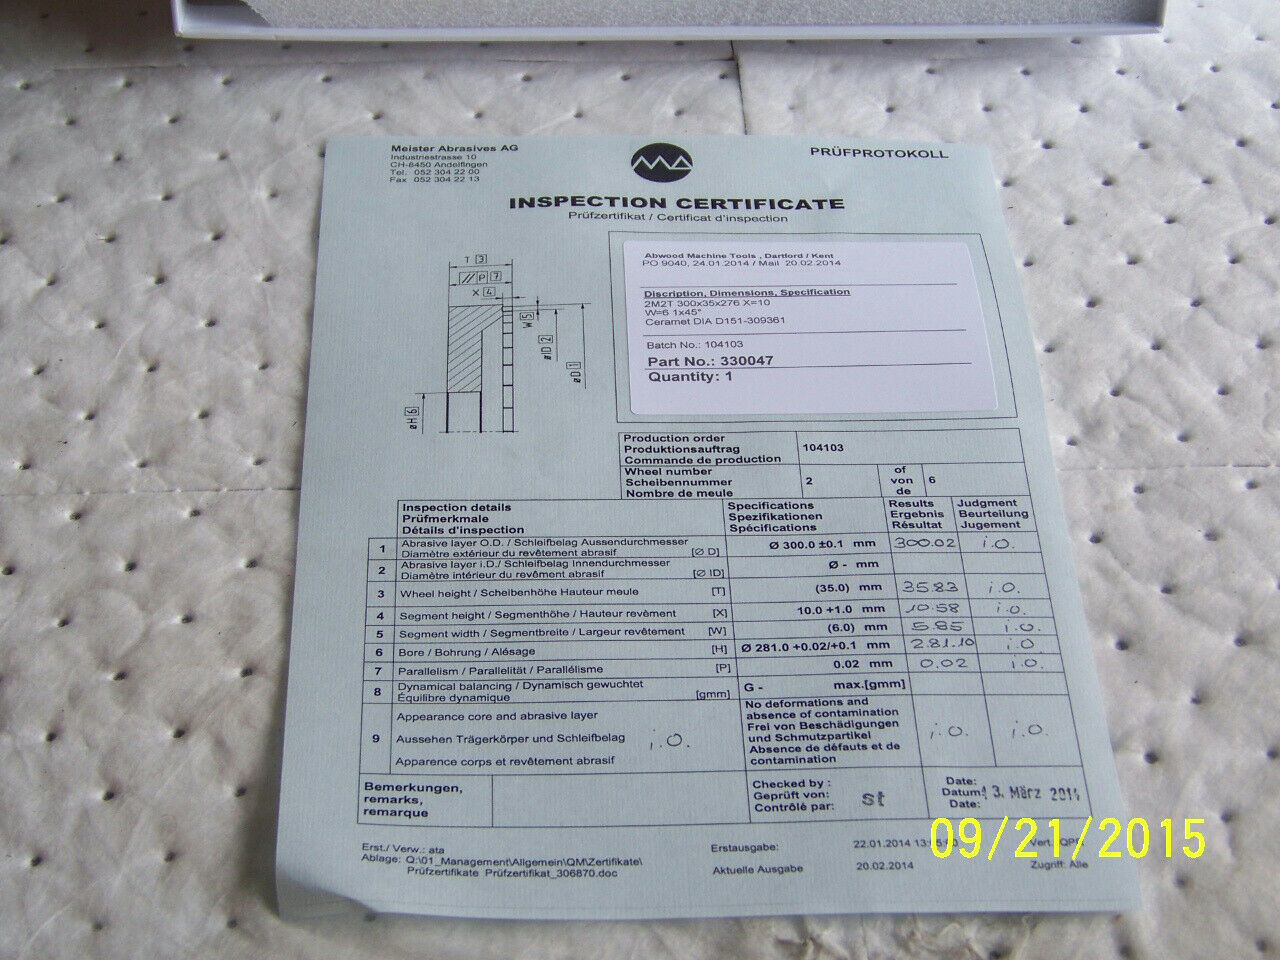 Meister Abrasives AG
Industriestrasse 10
CH-8450 Andelfingen
Tel. 052 304 22 00
Fax 052 304 22 13
PRÜFPROTOKOLL
INSPECTION CERTIFICATE
Prüfzertifikat / Certificat d'inspection
T 3
// P 7
X 4
W 5
øID 2
øD 1
øH 6
Abwood Machine Tools , Dartford / Kent
PO 9040, 24.01.2014 / Mail 20.02.2014
Discription, Dimensions, Specification
2M2T 300x35x276 X=10
W=6 1x45°
Ceramet DIA D151-309361
Batch No.: 104103
Part No.: 330047
Quantity: 1
Production order
Produktionsauftrag
Commande de production
104103
Wheel number
Scheibennummer
Nombre de meule
2
of
von
de
6
Inspection details
Prüfmerkmale
Détails d'inspection
Specifications
Spezifikationen
Spécifications
Results
Ergebnis
Résultat
Judgment
Beurteilung
Jugement
1 Abrasive layer O.D. / Schleifbelag Aussendurchmesser
Diamètre extérieur du revêtement abrasif [Ø D] Ø 300.0 ±0.1 mm 300.02 i.O.
2 Abrasive layer i.D./ Schleifbelag Innendurchmesser
Diamètre intérieur du revêment abrasif [Ø ID] Ø - mm
3 Wheel height / Scheibenhöhe Hauteur meule [T] (35.0) mm 35.83 i.O.
4 Segment height / Segmenthöhe / Hauteur revèment [X] 10.0 +1.0 mm 10.58 i.O.
5 Segment width / Segmentbreite / Largeur revêtement [W] (6.0) mm 5.85 i.O.
6 Bore / Bohrung / Alésage [H] Ø 281.0 +0.02/+0.1 mm 281.10 i.O.
7 Parallelism / Parallelität / Parallélisme [P] 0.02 mm 0.02 i.O.
8 Dynamical balancing / Dynamisch gewuchtet
Équilibre dynamique [gmm] G - max.[gmm]
9 Appearance core and abrasive layer
Aussehen Trägerkörper und Schleifbelag i.O.
Apparence corps et revêtement abrasif
No deformations and
absence of contamination
Frei von Beschädigungen
und Schmutzpartikel
Absence de défauts et de
contamination
i.O. i.O.
Bemerkungen,
remarks,
remarque
Checked by :
Geprüft von:
Contrôlé par:
st
Date:
Datum:
Date:
13. März 2014
Erst./ Verw.: ata
Ablage: Q:\01_Management\Allgemein\QM\Zertifikate\
Prüfzertifikate Prüfzertifikat_306870.doc
Erstausgabe: 22.01.2014
Aktuelle Ausgabe 20.02.2014
Zugriff: Alle
09/21/2015